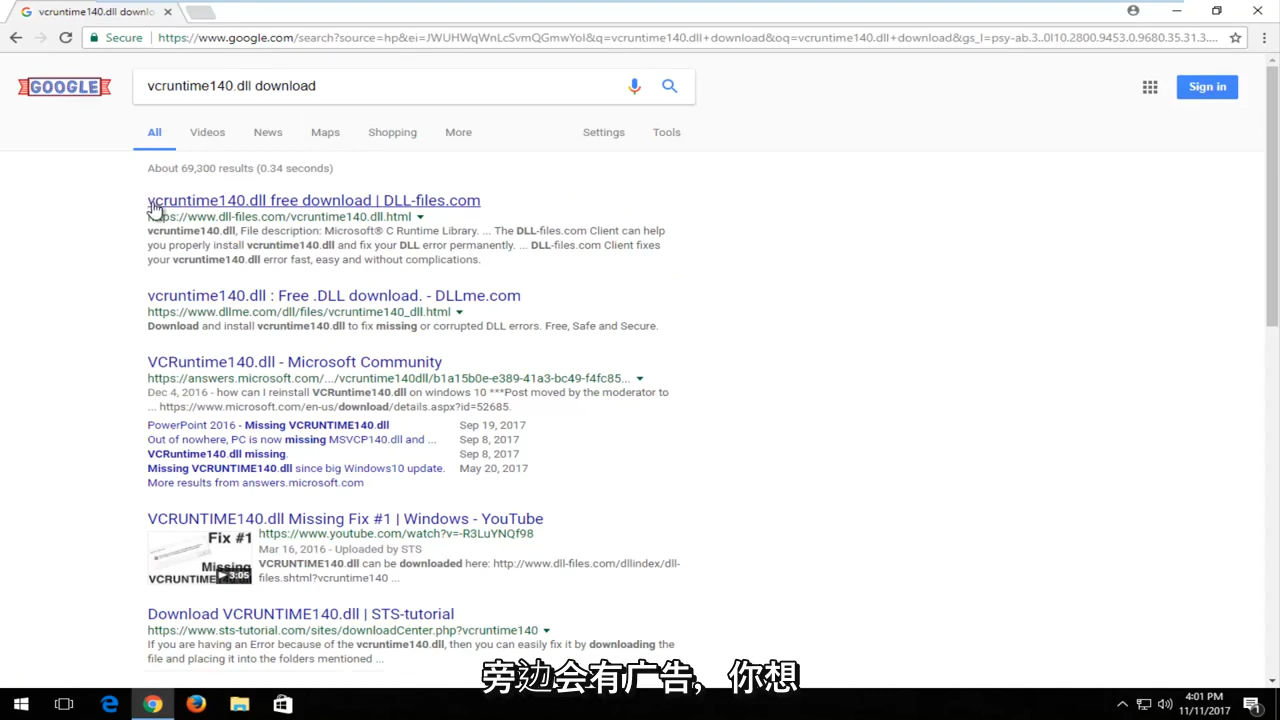 vcruntime140.dll downlo
Secure
https://www.google.com/search?source=hp&ei=JWUHWqWnLcSvmQGmwYoI&q=vcruntime140.dll+download&oq=vcruntime140.dll+download&gs_l=psy-ab.3..0l10.2800.9453.0.9680.35.31.3....
GOOGLE
vcruntime140.dll download
Sign in
All Videos News Maps Shopping More Settings Tools
About 69,300 results (0.34 seconds)
vcruntime140.dll free download | DLL-files.com
https://www.dll-files.com/vcruntime140.dll.html
vcruntime140.dll, File description: Microsoft® C Runtime Library. ... The DLL-files.com Client can help
you properly install vcruntime140.dll and fix your DLL error permanently. ... DLL-files.com Client fixes
your vcruntime140.dll error fast, easy and without complications.
vcruntime140.dll : Free .DLL download. - DLLme.com
https://www.dllme.com/dll/files/vcruntime140_dll.html
Download and install vcruntime140.dll to fix missing or corrupted DLL errors. Free, Safe and Secure.
VCRuntime140.dll - Microsoft Community
https://answers.microsoft.com/.../vcruntime140dll/b1a15b0e-e389-41a3-bc49-f4fc85...
Dec 4, 2016 - how can I reinstall VCRuntime140.dll on windows 10 ***Post moved by the moderator to
... https://www.microsoft.com/en-us/download/details.aspx?id=52685.
PowerPoint 2016 - Missing VCRUNTIME140.dll Sep 19, 2017
Out of nowhere, PC is now missing MSVCP140.dll and ... Sep 8, 2017
VCRuntime140.dll missing. Sep 8, 2017
Missing VCRUNTIME140.dll since big Windows10 update. May 20, 2017
More results from answers.microsoft.com
VCRUNTIME140.dll Missing Fix #1 | Windows - YouTube
https://www.youtube.com/watch?v=-R3LuYNQf98
Mar 16, 2016 - Uploaded by STS
VCRUNTIME140.dll can be downloaded here: http://www.dll-files.com/dllindex/dll-
files.shtml?vcruntime140 ...
Fix #1
Missing
VCRUNTIME140.dll
3:05
Download VCRUNTIME140.dll | STS-tutorial
https://www.sts-tutorial.com/sites/downloadCenter.php?vcruntime140
If you are having an Error because of the vcruntime140.dll, then you can easily fix it by downloading the
file and placing it into the folders mentioned ...
旁边会有广告，你想
4:01 PM
11/11/2017
1